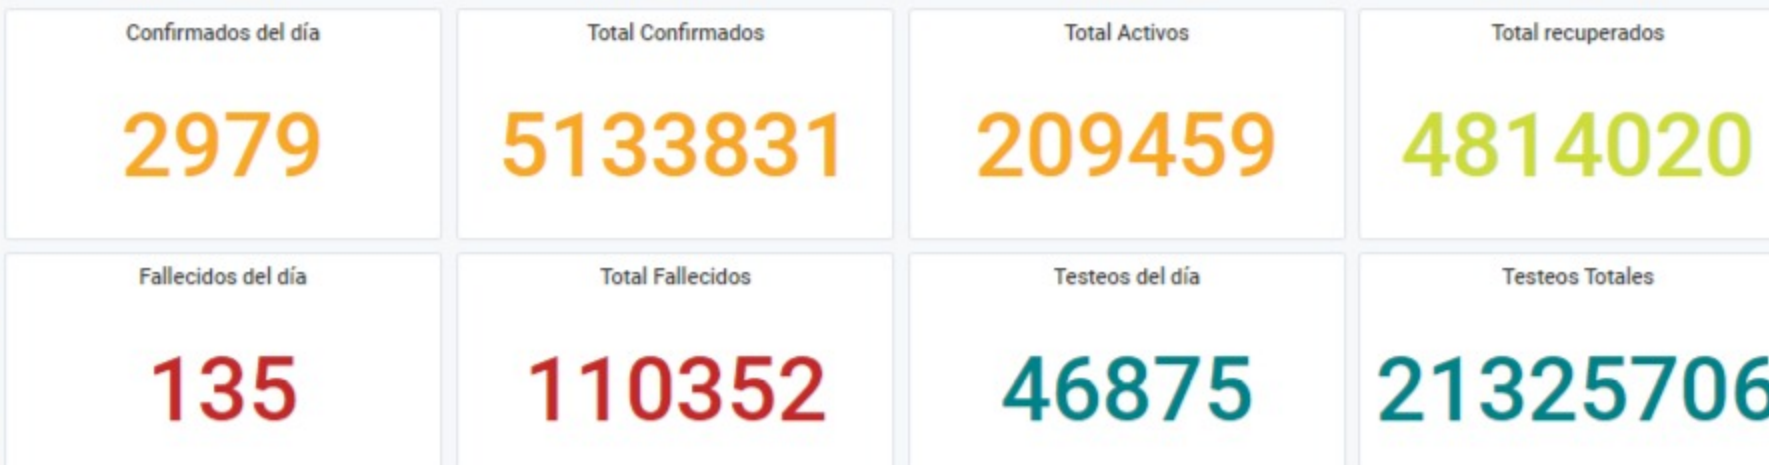 Confirmados del día
2979
Total Confirmados
5133831
Total Activos
209459
Total recuperados
4814020
Fallecidos del día
135
Total Fallecidos
110352
Testeos del día
46875
Testeos Totales
21325706